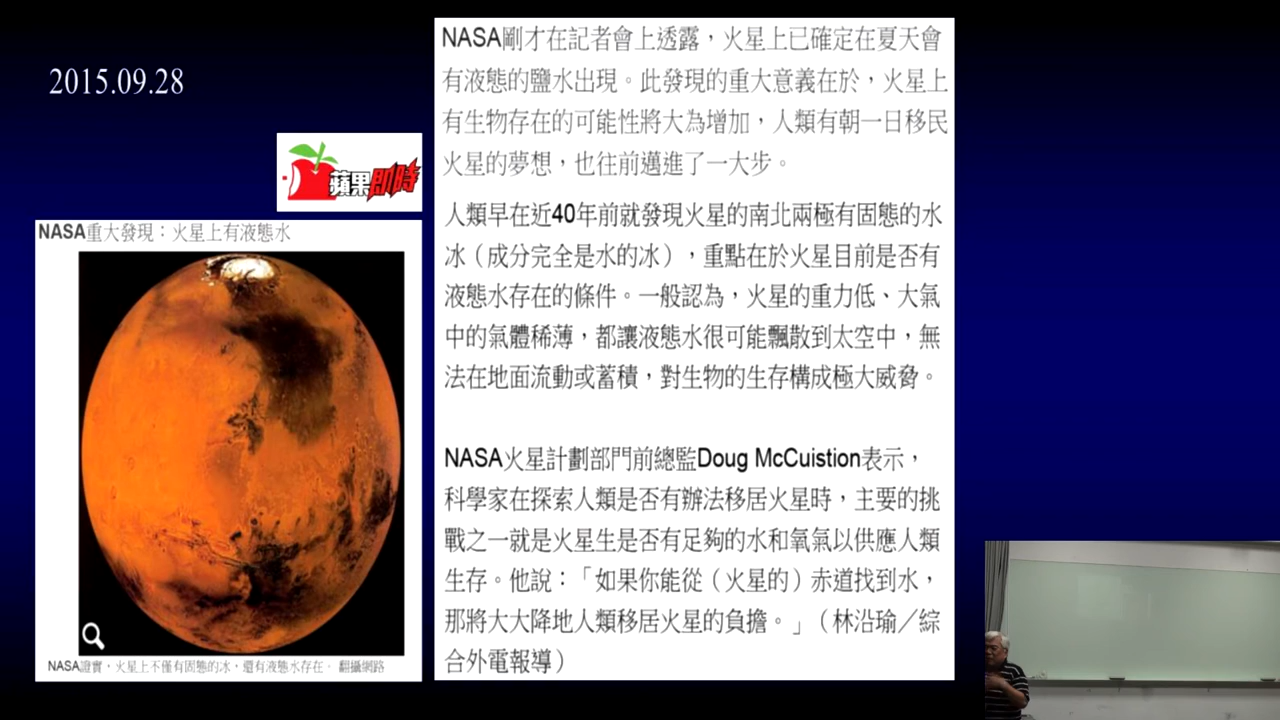 2015.09.28
蘋果即時
NASA重大發現：火星上有液態水
NASA證實，火星上不僅有固態的冰，還有液態水存在。 翻攝網路
NASA剛才在記者會上透露，火星上已確定在夏天會
有液態的鹽水出現。此發現的重大意義在於，火星上
有生物存在的可能性將大為增加，人類有朝一日移民
火星的夢想，也往前邁進了一大步。
人類早在近40年前就發現火星的南北兩極有固態的水
冰（成分完全是水的冰），重點在於火星目前是否有
液態水存在的條件。一般認為，火星的重力低、大氣
中的氣體稀薄，都讓液態水很可能飄散到太空中，無
法在地面流動或蓄積，對生物的生存構成極大威脅。
NASA火星計劃部門前總監Doug McCuistion表示，
科學家在探索人類是否有辦法移居火星時，主要的挑
戰之一就是火星生是否有足夠的水和氧氣以供應人類
生存。他說：「如果你能從（火星的）赤道找到水，
那將大大降地人類移居火星的負擔。」（林沿瑜／綜
合外電報導）